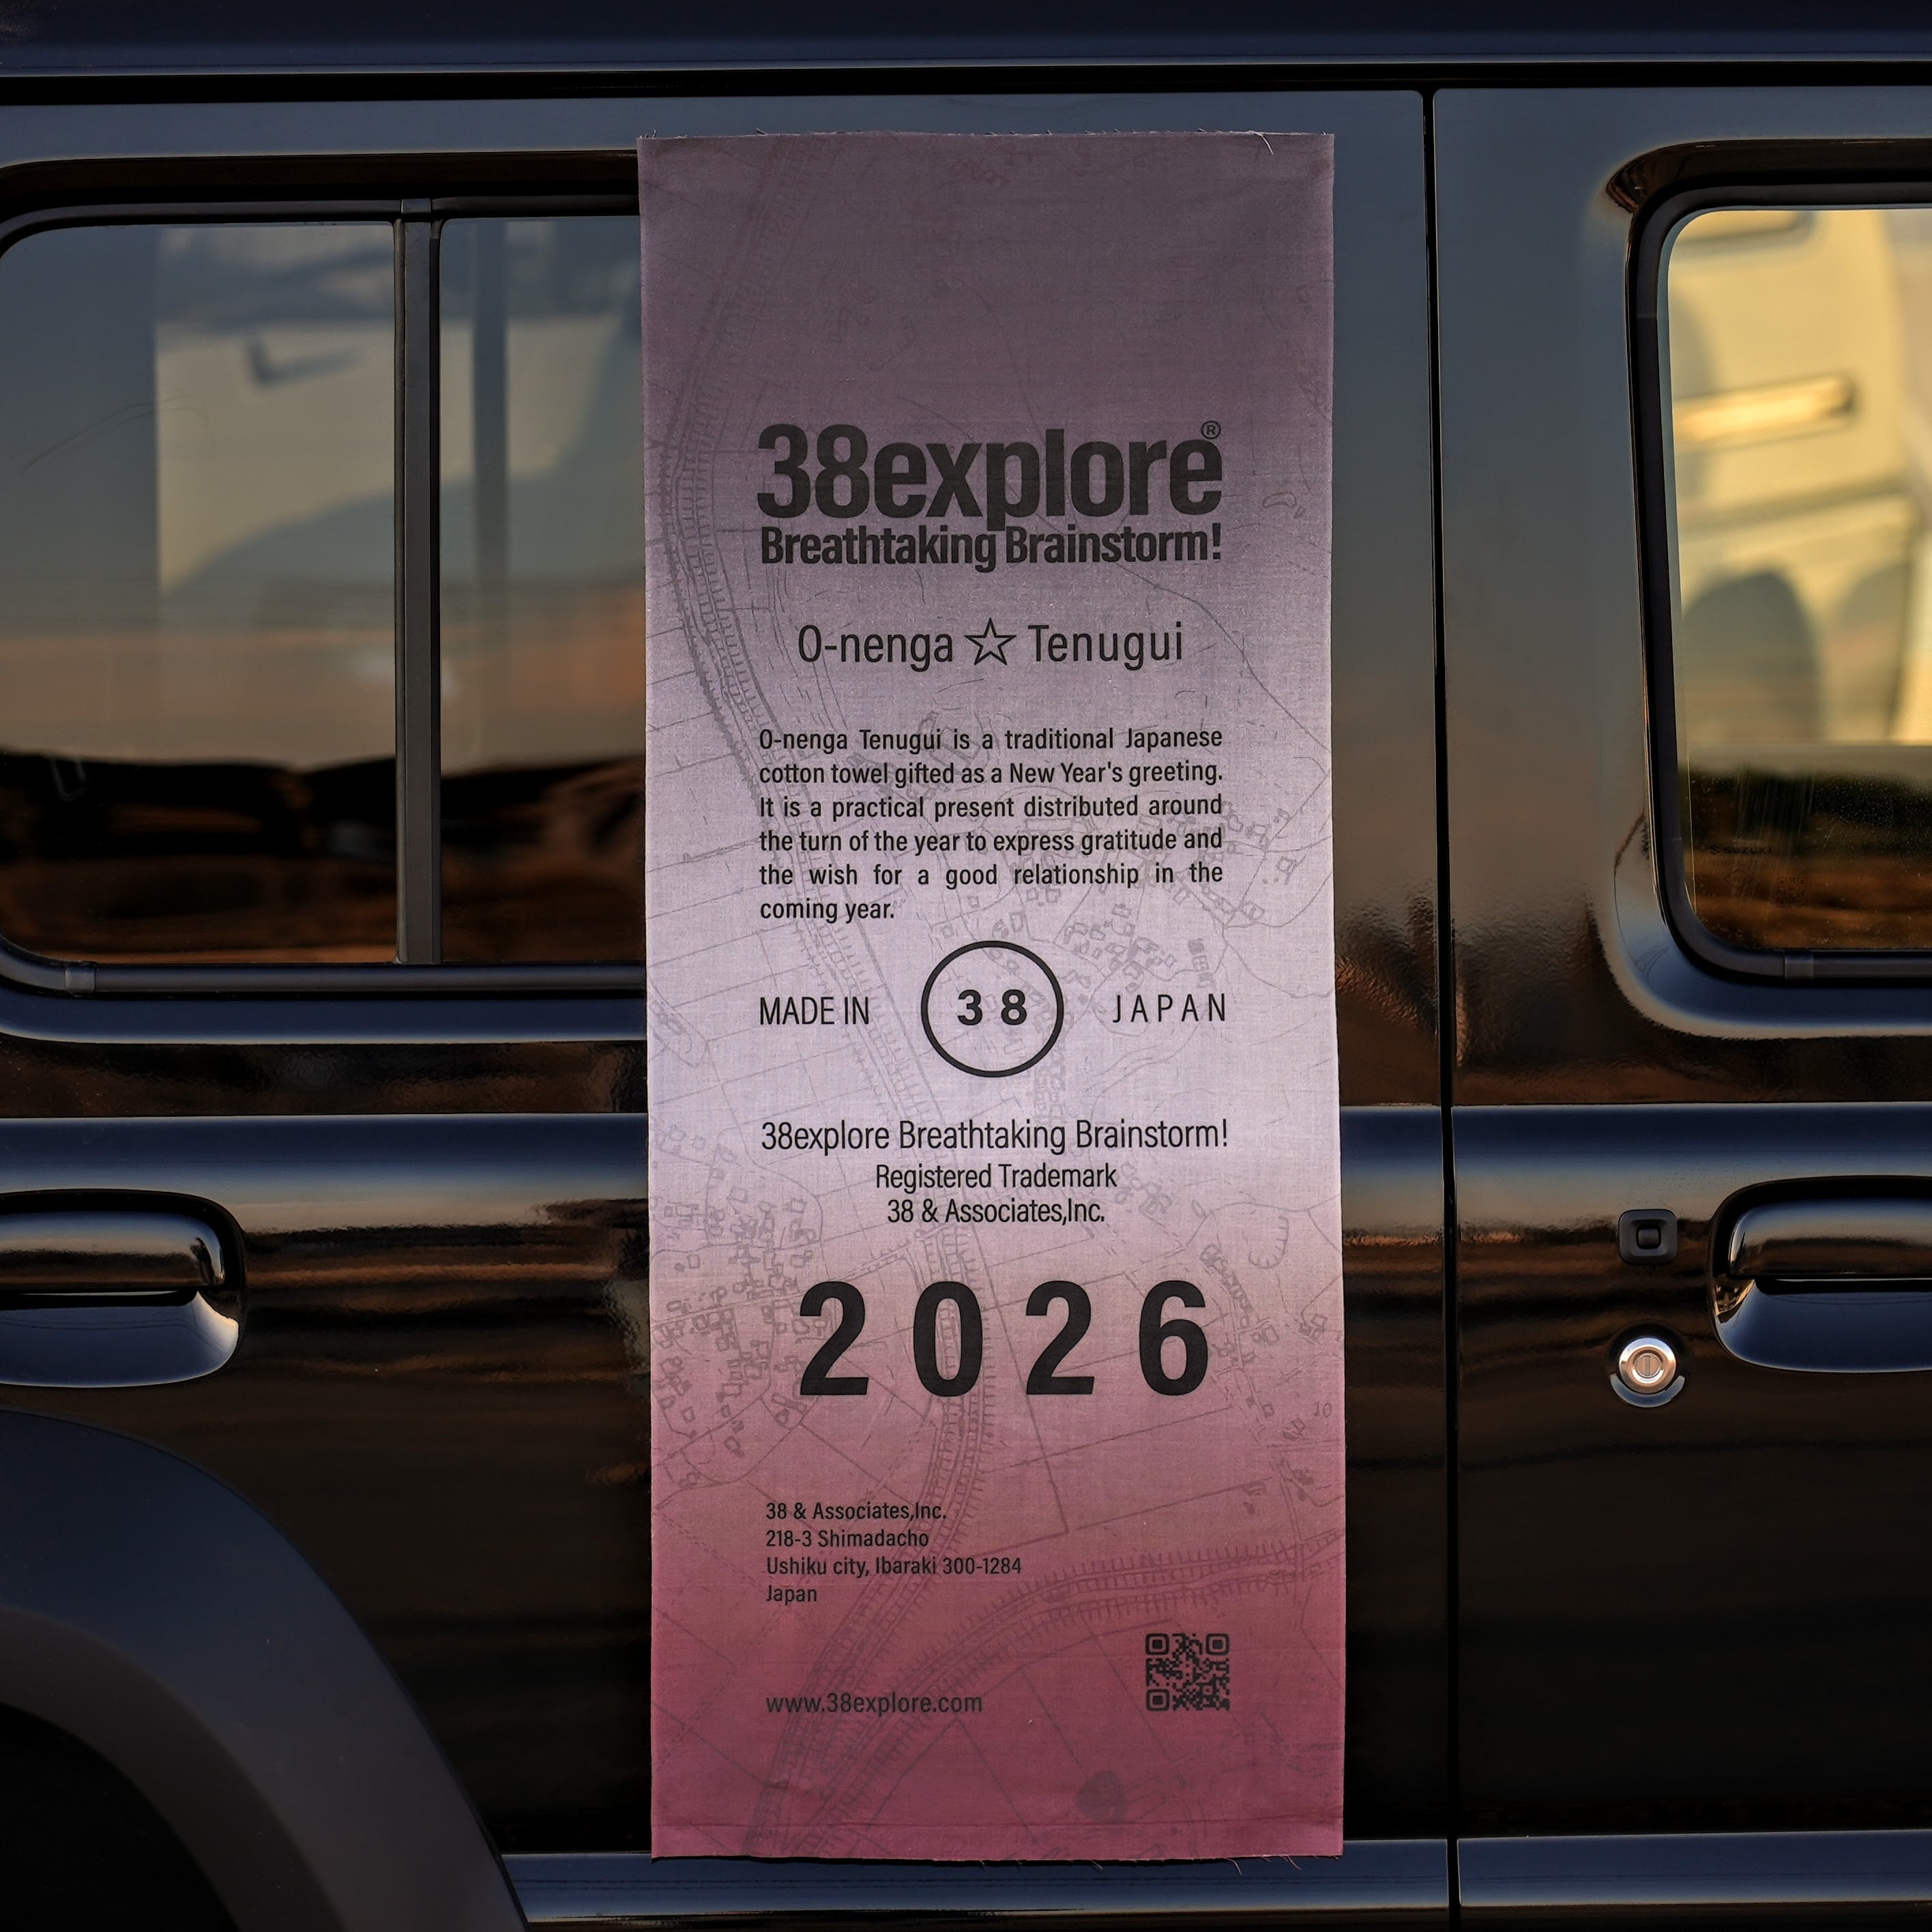 38explore®
Breathtaking Brainstorm!
O-nenga ☆ Tenugui
O-nenga Tenugui is a traditional Japanese
cotton towel gifted as a New Year's greeting.
It is a practical present distributed around
the turn of the year to express gratitude and
the wish for a good relationship in the
coming year.
MADE IN 38 JAPAN
38explore Breathtaking Brainstorm!
Registered Trademark
38 & Associates,Inc.
2026
10
38 & Associates,Inc.
218-3 Shimadacho
Ushiku city, Ibaraki 300-1284
Japan
www.38explore.com
SUZUKI